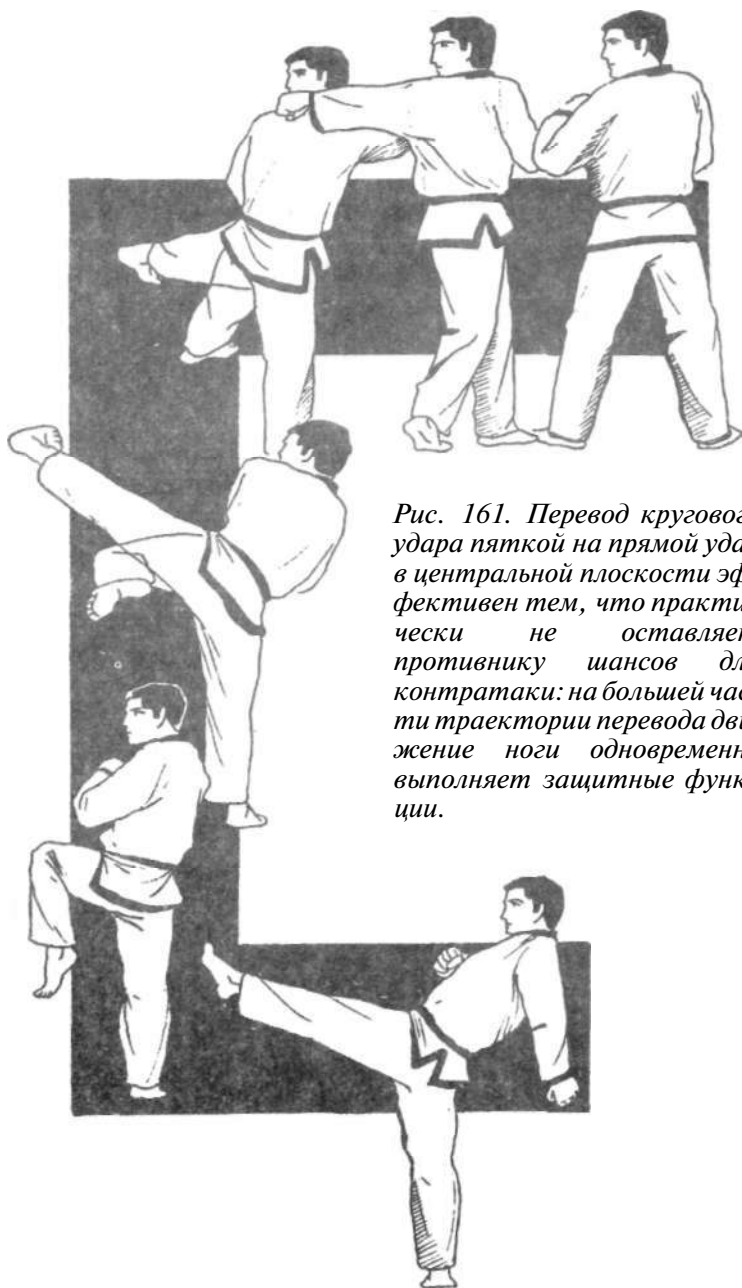 Рис. 161. Перевод кругового
удара пяткой на прямой уда
в центральной плоскости эф
фективен тем, что практи
чески не оставляе
противнику шансов дл
контратаки: на большей час
ти траектории перевода дви
жение ноги одновременн
выполняет защитные функ
ции.